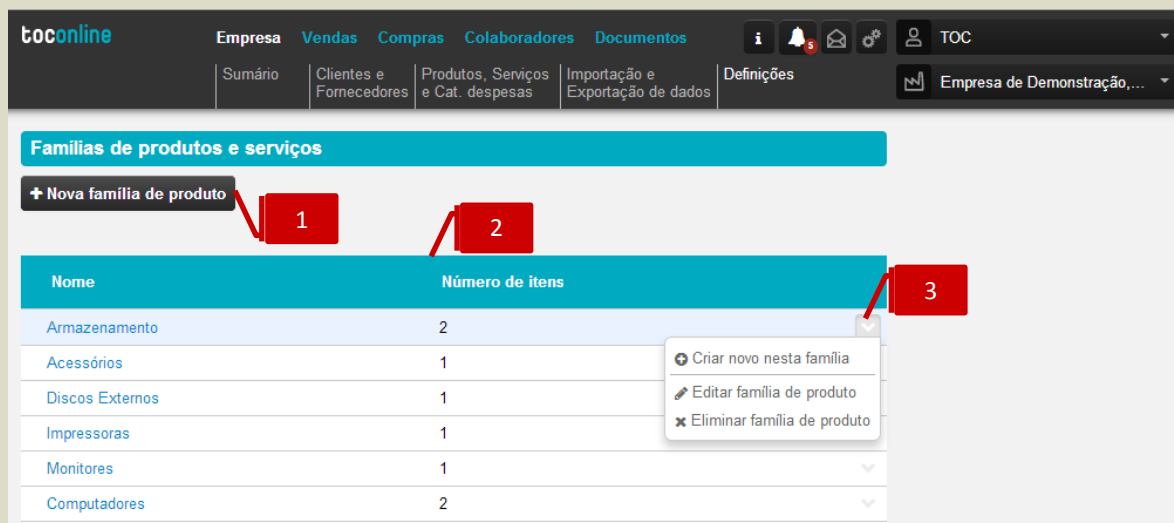 toconline
Empresa Vendas Compras Colaboradores Documentos
i
5
TOC
Sumário
Clientes e
Fornecedores
Produtos, Serviços
e Cat. despesas
Importação e
Exportação de dados
Definições
Empresa de Demonstração,...
Famílias de produtos e serviços
Nova família de produto
1
2
3
Nome Número de itens
Armazenamento 2
Acessórios 1
Discos Externos 1
Impressoras 1
Monitores 1
Computadores 2
Criar novo nesta família
Editar família de produto
Eliminar família de produto